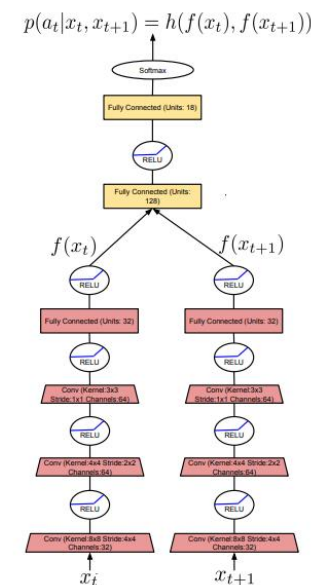 p(a_t|x_t, x_{t+1}) = h(f(x_t), f(x_{t+1}))
Softmax
Fully Connected (Units: 18)
RELU
Fully Connected (Units:
128)
f(x_t) f(x_{t+1})
RELU RELU
Fully Connected (Units: 32) Fully Connected (Units: 32)
RELU RELU
Conv (Kernel:3x3 Conv (Kernel:3x3
Stride:1x1 Channels:64) Stride:1x1 Channels:64)
RELU RELU
Conv (Kernel:4x4 Stride:2x2 Conv (Kernel:4x4 Stride:2x2
Channels:64) Channels:64)
RELU RELU
Conv (Kernel:8x8 Stride:4x4 Conv (Kernel:8x8 Stride:4x4
Channels:32) Channels:32)
x_t x_{t+1}